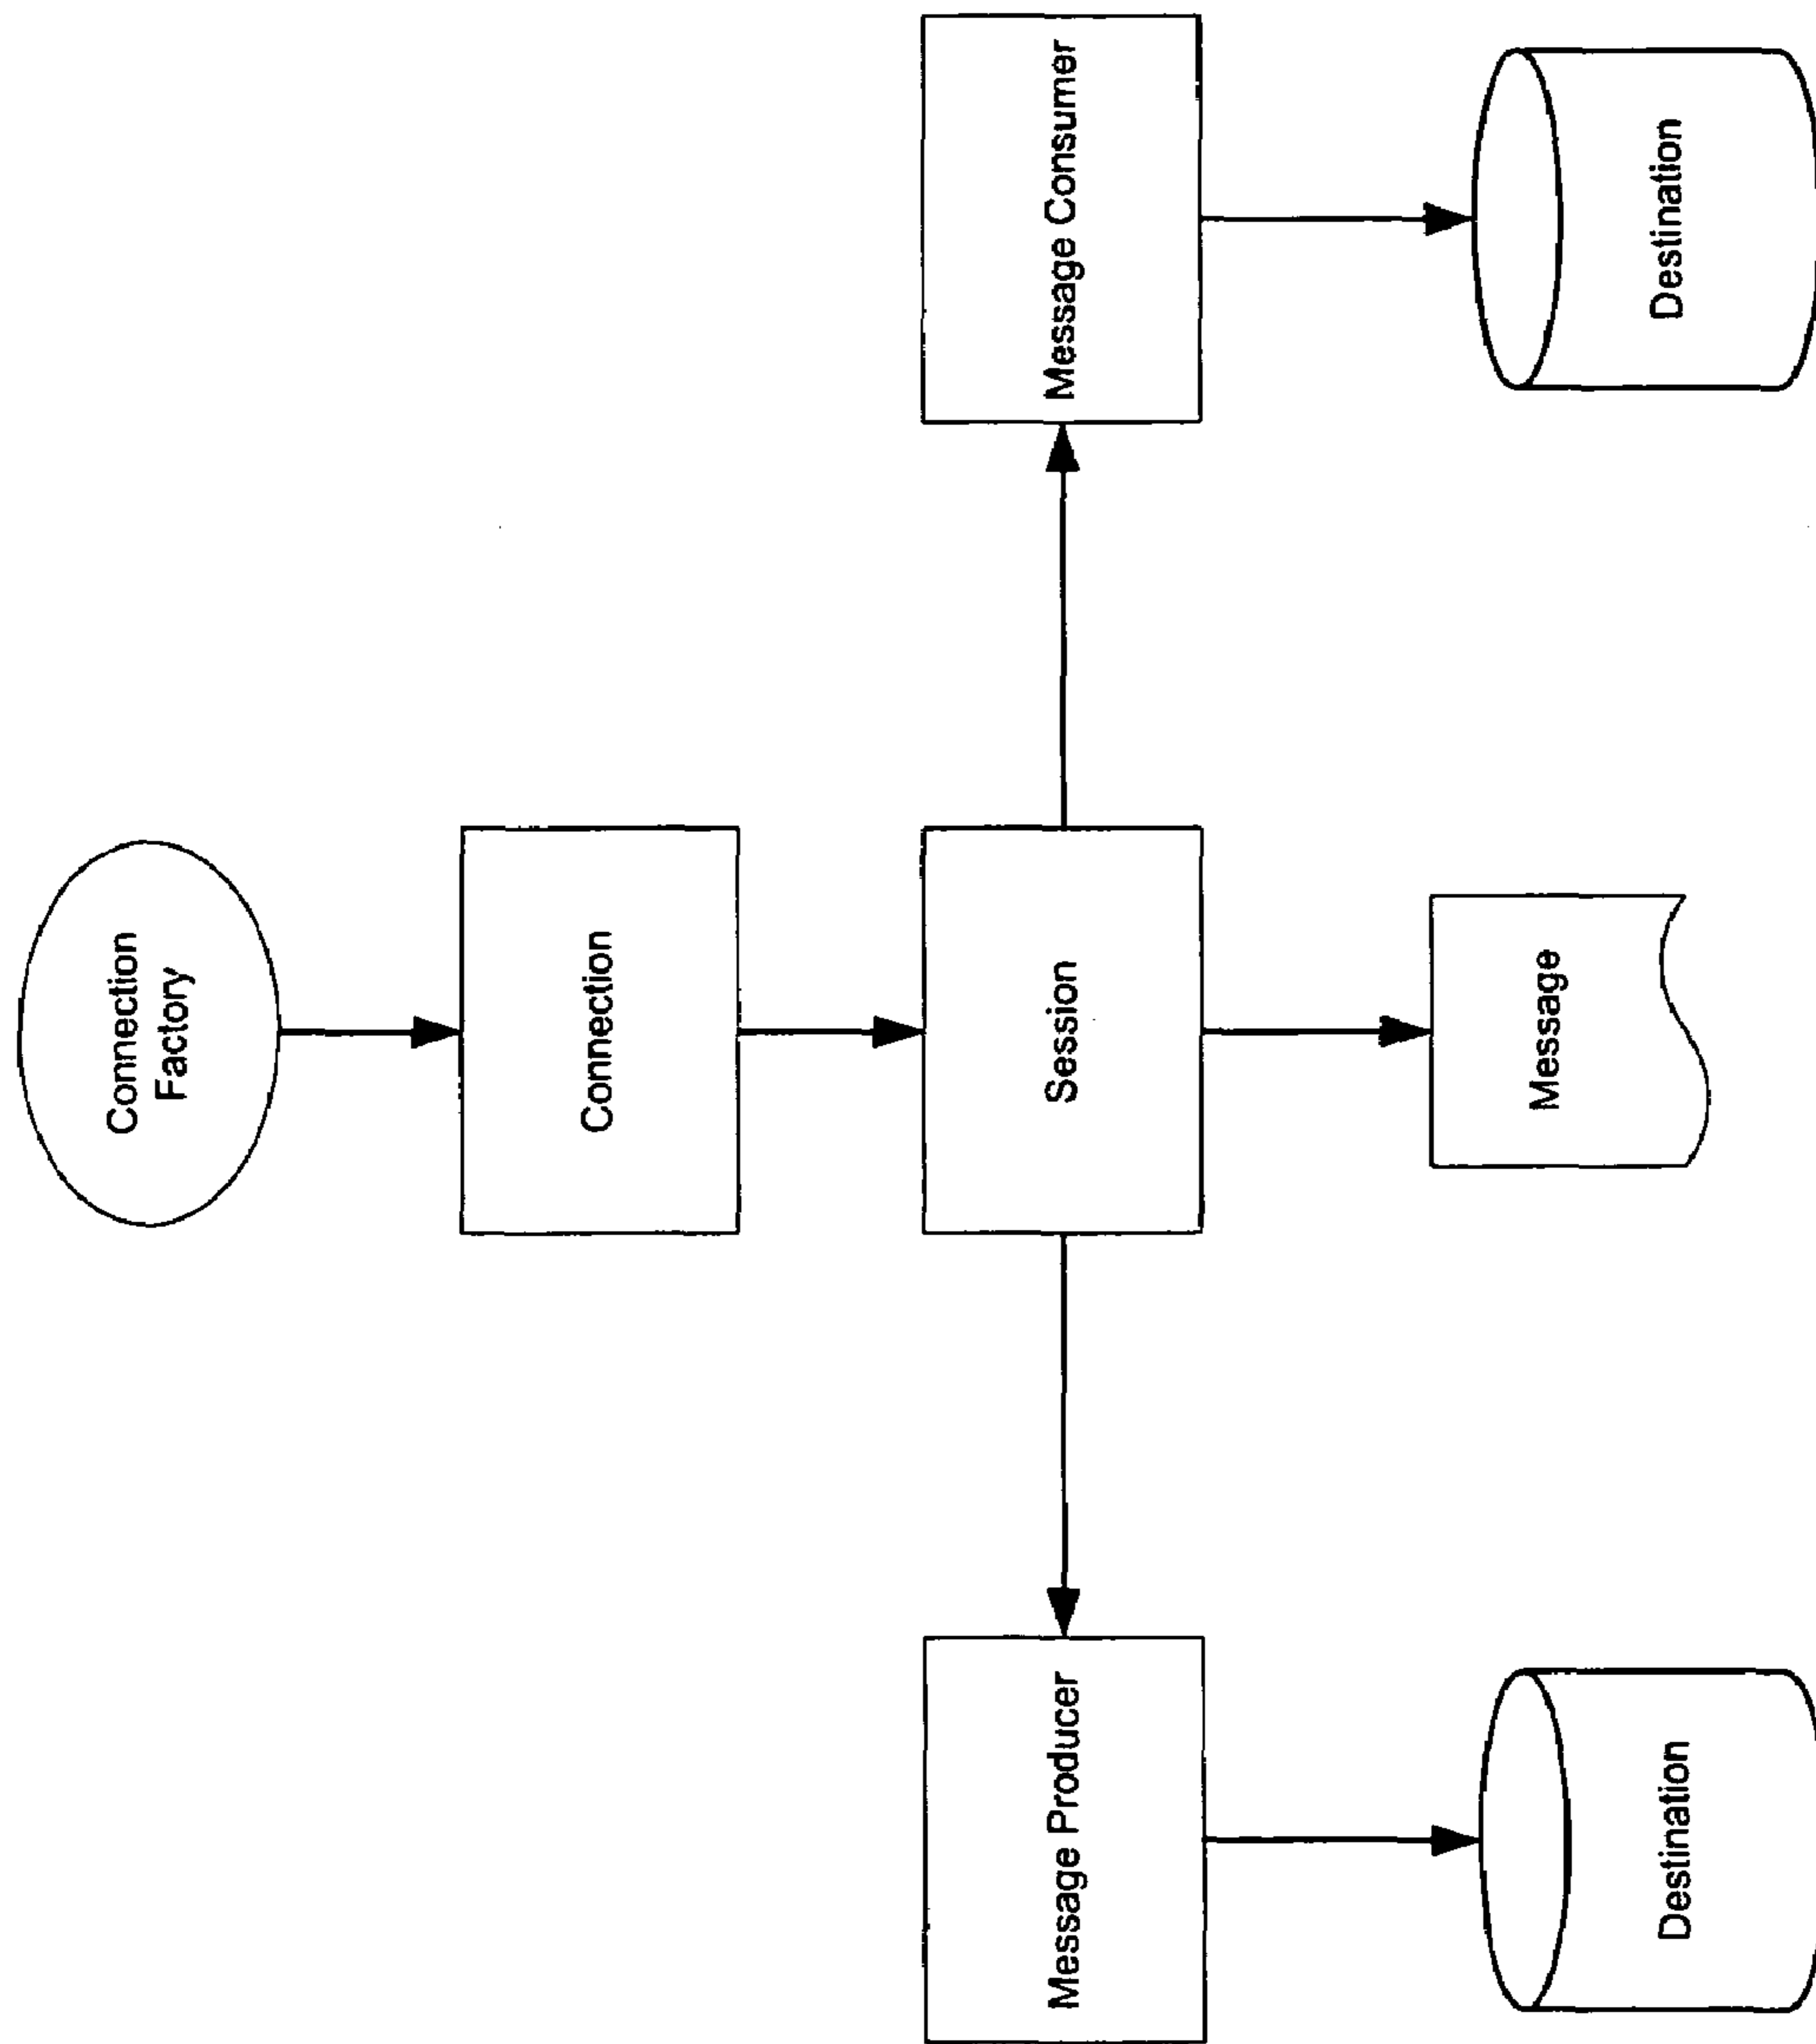 Connection
Factory
Connection
Message Producer
Session
Message Consumer
Destination
Message
Destination